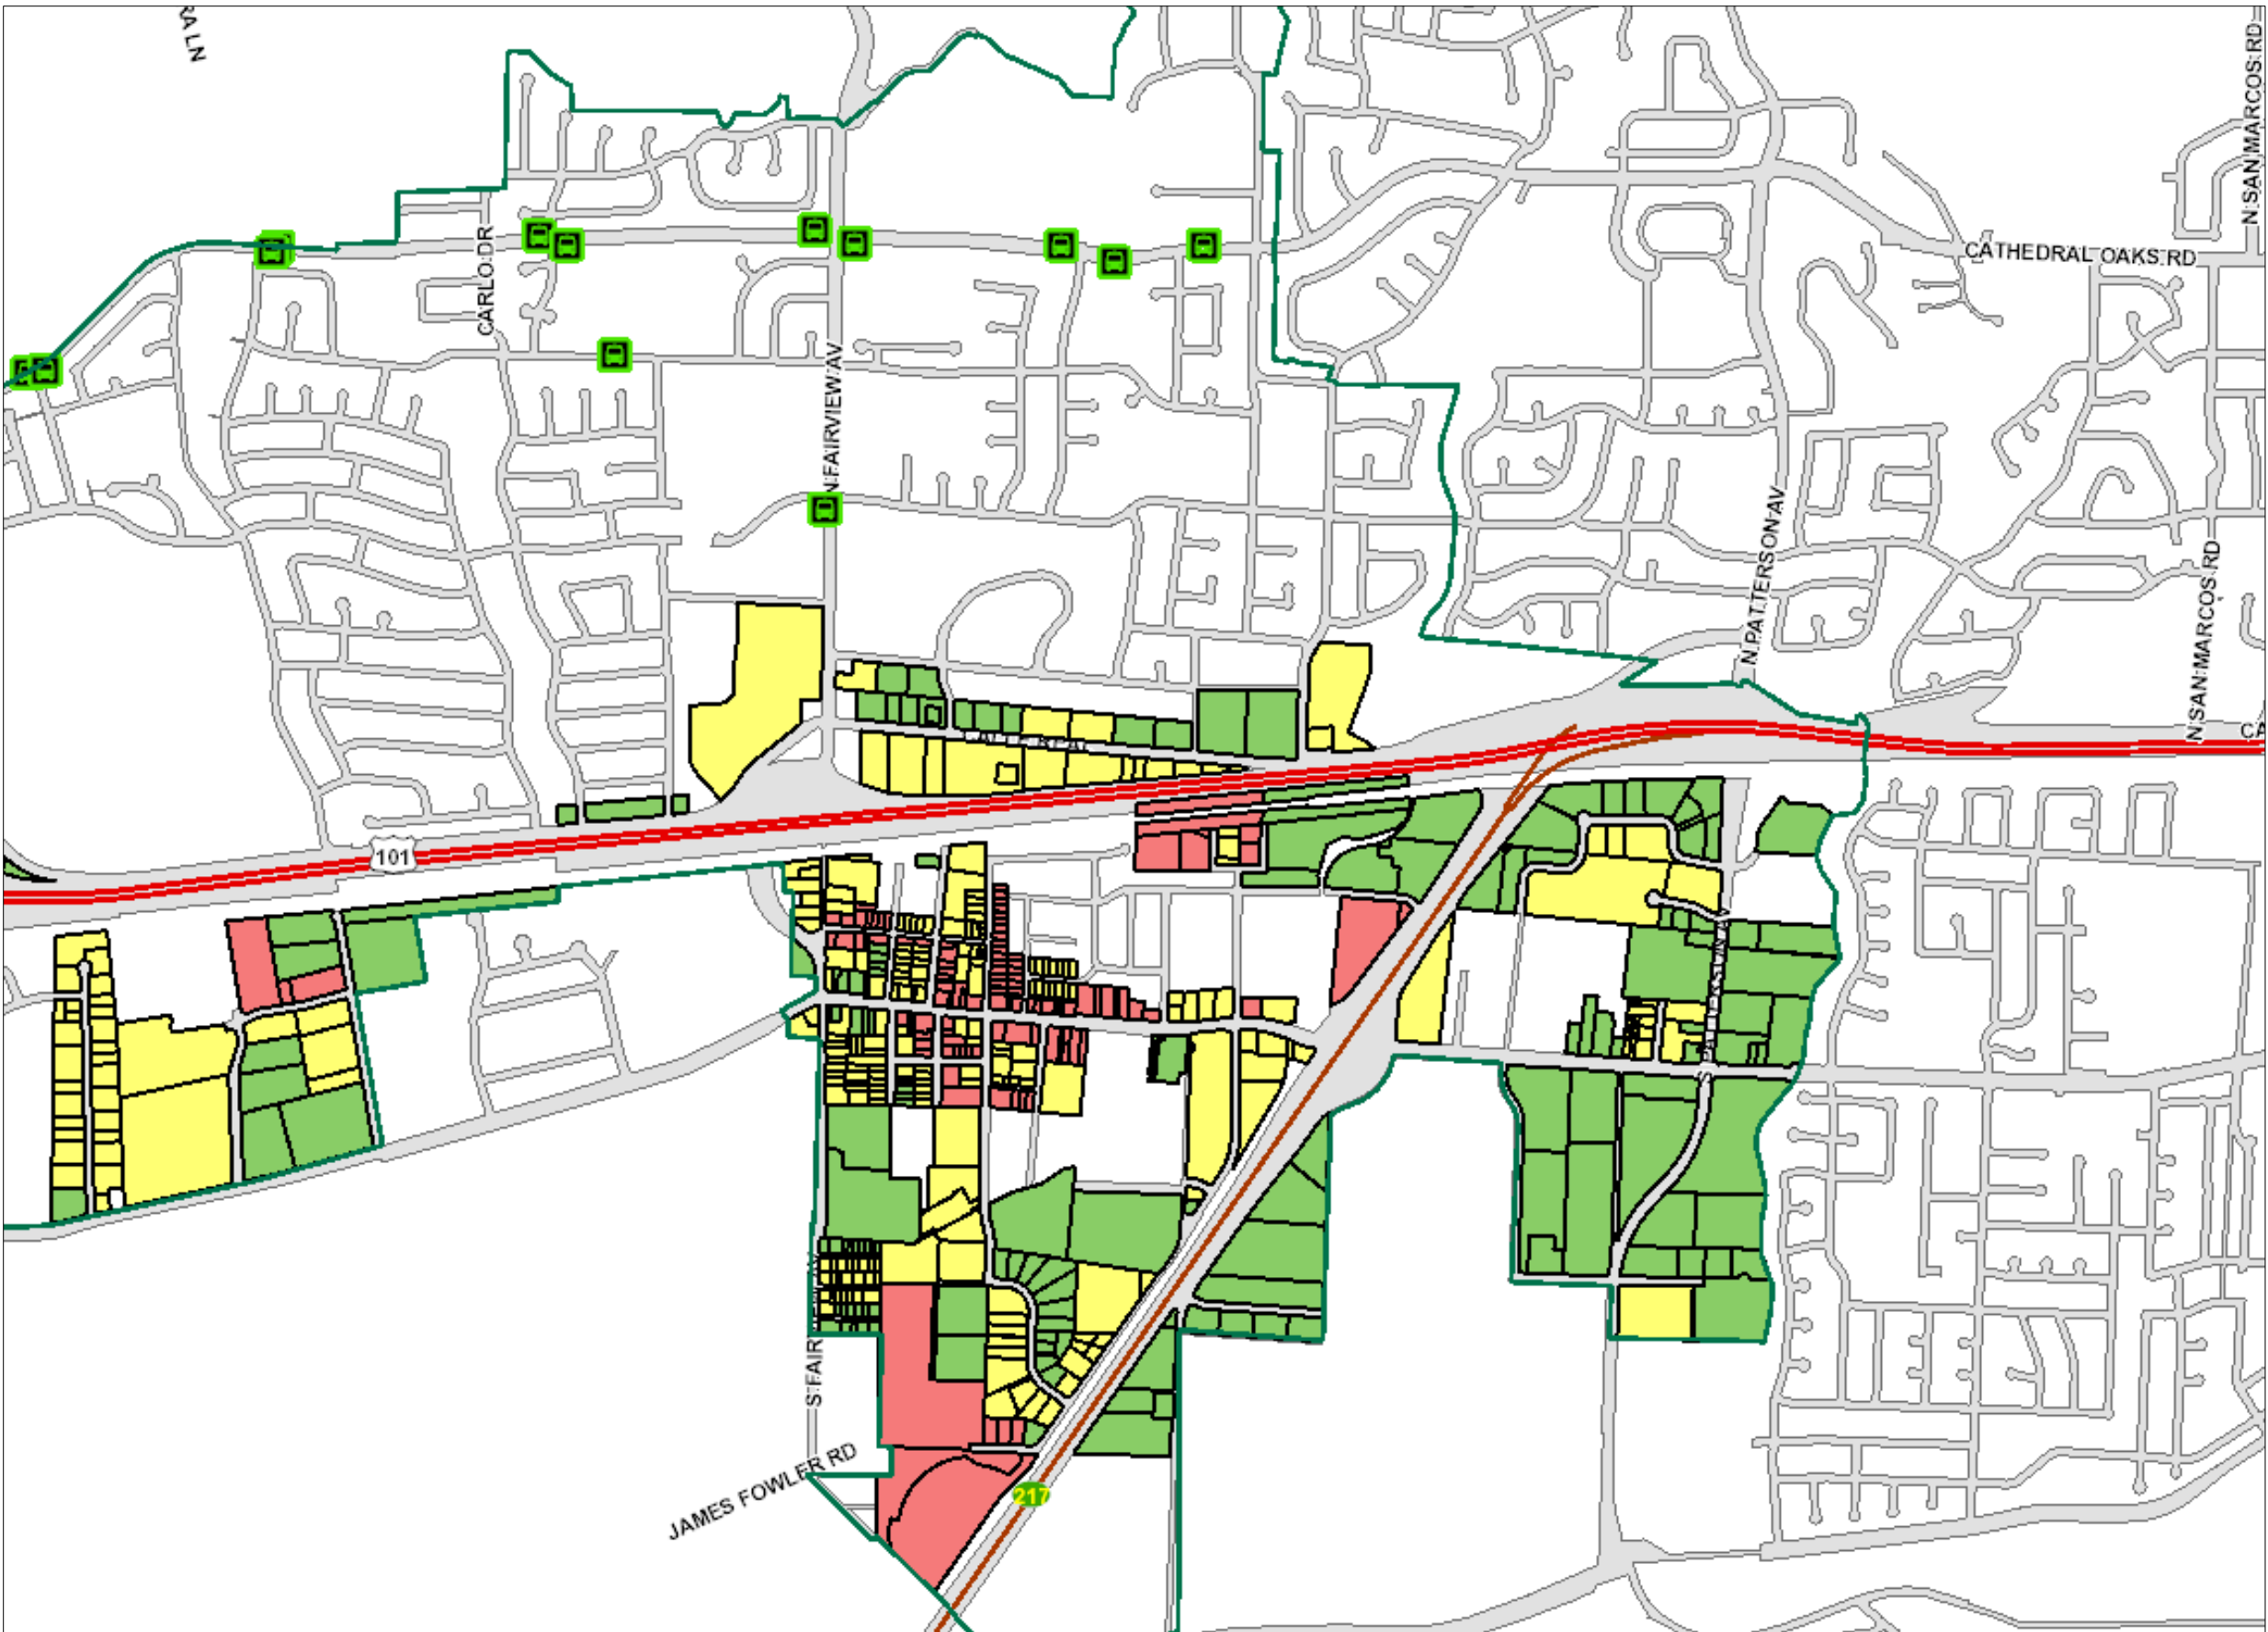 RA LN
N SAN MARCOS RD
CARLO DR
CATHEDRAL OAKS RD
N FAIRVIEW AV
N PATTERSON AV
N SAN MARCOS RD
CA
101
S FAIR
JAMES FOWLER RD
217